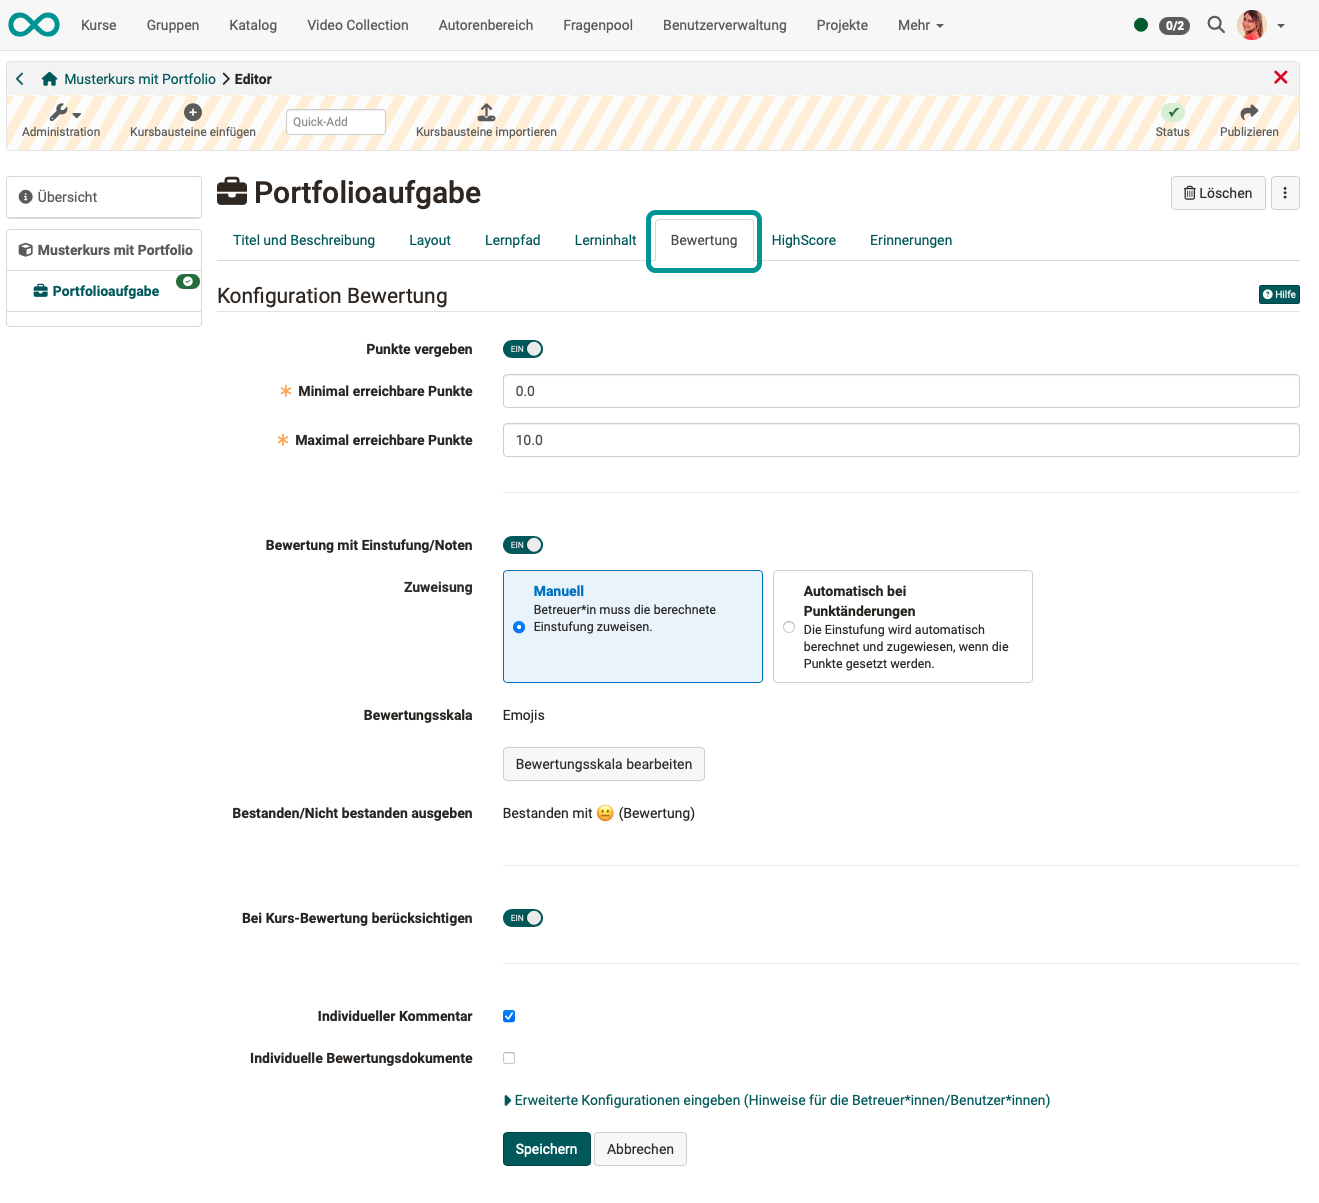 Kurse Gruppen Katalog Video Collection Autorenbereich Fragenpool Benutzerverwaltung Projekte Mehr 0/2
Musterkurs mit Portfolio Editor
Administration Kursbausteine einfügen Quick-Add Kursbausteine importieren Status Publizieren
Übersicht
Musterkurs mit Portfolio
Portfolioaufgabe
Portfolioaufgabe Löschen
Titel und Beschreibung Layout Lernpfad Lerninhalt Bewertung HighScore Erinnerungen
Konfiguration Bewertung Hilfe
Punkte vergeben EIN
Minimal erreichbare Punkte 0.0
Maximal erreichbare Punkte 10.0
Bewertung mit Einstufung/Noten EIN
Zuweisung
Manuell
Betreuer*in muss die berechnete
Einstufung zuweisen.
Automatisch bei
Punktänderungen
Die Einstufung wird automatisch
berechnet und zugewiesen, wenn die
Punkte gesetzt werden.
Bewertungsskala Emojis
Bewertungsskala bearbeiten
Bestanden/Nicht bestanden ausgeben Bestanden mit 😐 (Bewertung)
Bei Kurs-Bewertung berücksichtigen EIN
Individueller Kommentar
Individuelle Bewertungsdokumente
Erweiterte Konfigurationen eingeben (Hinweise für die Betreuer*innen/Benutzer*innen)
Speichern Abbrechen